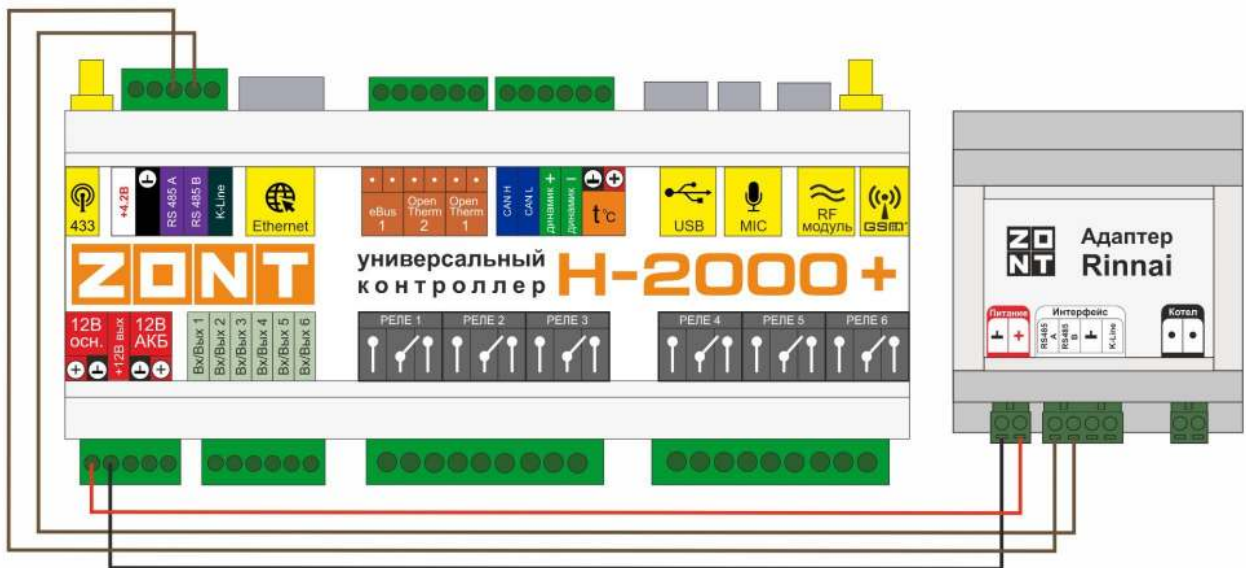 433
+4.2В
RS 485 A
RS 485 B
K-Line
Ethernet
eBus
1
Open
Therm
2
Open
Therm
1
CAN H
CAN L
динамик +
динамик −
t°C
USB
MIC
RF
модуль
GSM
ZONT
универсальный
контроллер
H-2000+
12В
осн.
+12В вых
12В
АКБ
Вх/Вых 1
Вх/Вых 2
Вх/Вых 3
Вх/Вых 4
Вх/Вых 5
Вх/Вых 6
РЕЛЕ 1
РЕЛЕ 2
РЕЛЕ 3
РЕЛЕ 4
РЕЛЕ 5
РЕЛЕ 6
ZONT
Адаптер
Rinnai
Питание
Интерфейс
Котел
RS485
A
RS485
B
K-Line